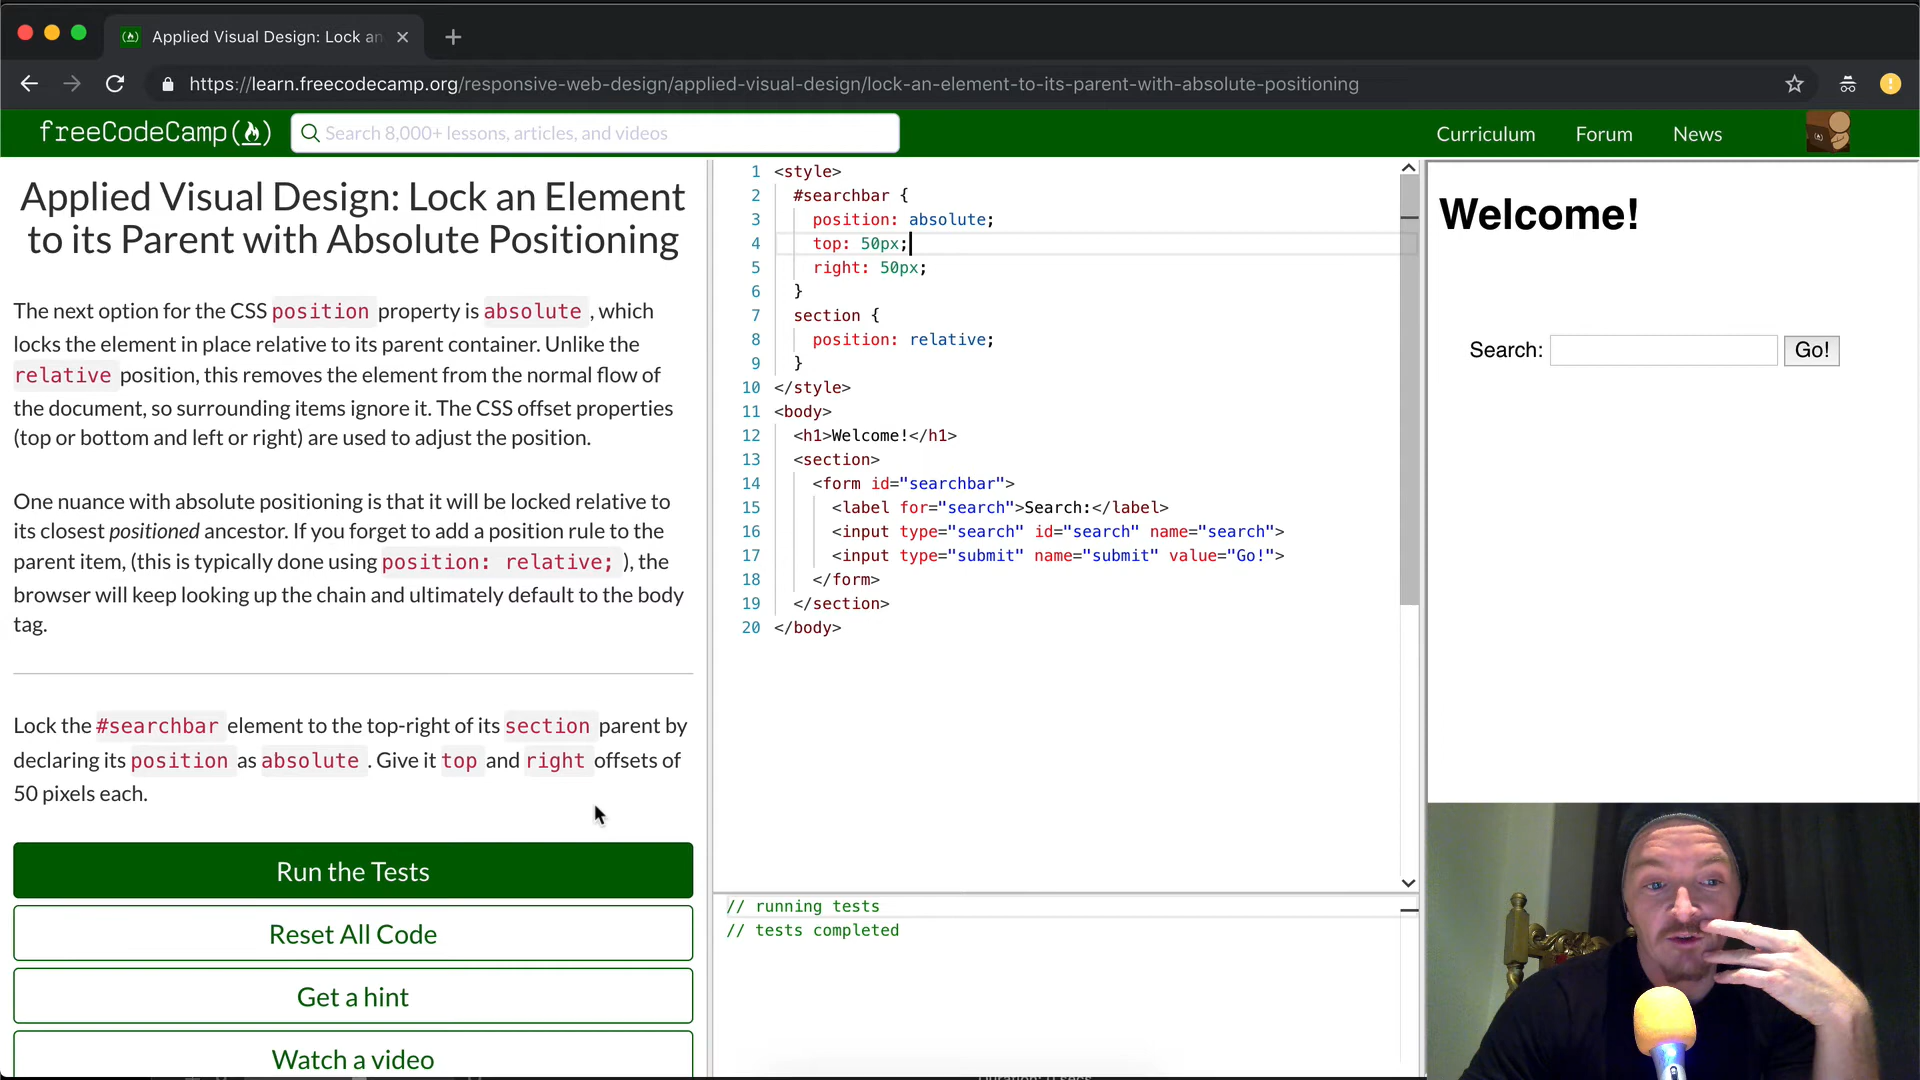 Applied Visual Design: Lock an
https://learn.freecodecamp.org/responsive-web-design/applied-visual-design/lock-an-element-to-its-parent-with-absolute-positioning
freeCodeCamp
Search 8,000+ lessons, articles, and videos
Curriculum
Forum
News
Applied Visual Design: Lock an Element
to its Parent with Absolute Positioning
The next option for the CSS position property is absolute , which
locks the element in place relative to its parent container. Unlike the
relative position, this removes the element from the normal flow of
the document, so surrounding items ignore it. The CSS offset properties
(top or bottom and left or right) are used to adjust the position.
One nuance with absolute positioning is that it will be locked relative to
its closest positioned ancestor. If you forget to add a position rule to the
parent item, (this is typically done using position: relative; ), the
browser will keep looking up the chain and ultimately default to the body
tag.
Lock the #searchbar element to the top-right of its section parent by
declaring its position as absolute . Give it top and right offsets of
50 pixels each.
Run the Tests
Reset All Code
Get a hint
Watch a video
1 <style>
2 #searchbar {
3 position: absolute;
4 top: 50px;
5 right: 50px;
6 }
7 section {
8 position: relative;
9 }
10 </style>
11 <body>
12 <h1>Welcome!</h1>
13 <section>
14 <form id="searchbar">
15 <label for="search">Search:</label>
16 <input type="search" id="search" name="search">
17 <input type="submit" name="submit" value="Go!">
18 </form>
19 </section>
20 </body>
// running tests
// tests completed
Welcome!
Search:
Go!